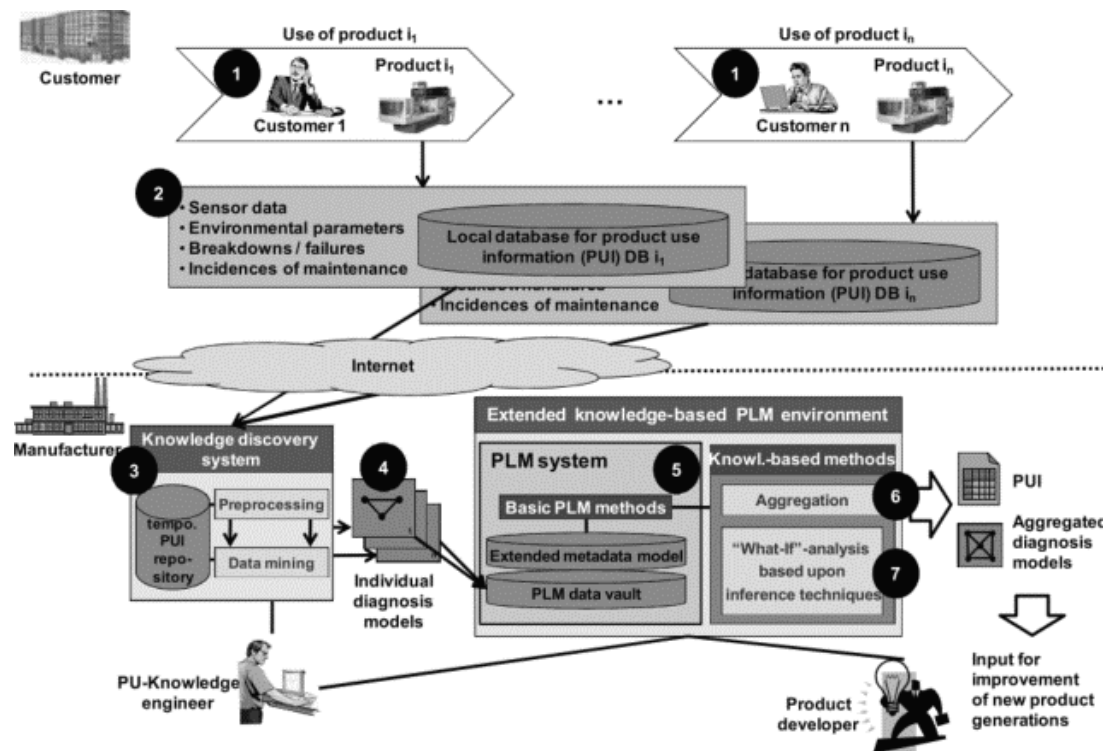 Customer
Use of product i1
1
Product i1
Customer 1
...
Use of product in
1
Product in
Customer n
2
• Sensor data
• Environmental parameters
• Breakdowns / failures
• Incidences of maintenance
Local database for product use
information (PUI) DB i1
database for product use
information (PUI) DB in
• Incidences of maintenance
Internet
Manufacturer
Knowledge discovery
system
3
tempo.
PUI
repo-
sitory
Preprocessing
Data mining
4
1
Individual
diagnosis
models
Extended knowledge-based PLM environment
PLM system
5
Basic PLM methods
Extended metadata model
PLM data vault
Knowl.-based methods
Aggregation
6
“What-If”-analysis
based upon
inference techniques
7
PUI
Aggregated
diagnosis
models
Input for
improvement
of new product
generations
PU-Knowledge
engineer
Product
developer